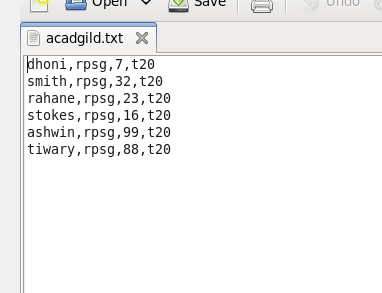 Open Save Undo
acadgild.txt
dhoni,rpsg,7,t20
smith,rpsg,32,t20
rahane,rpsg,23,t20
stokes,rpsg,16,t20
ashwin,rpsg,99,t20
tiwary,rpsg,88,t20